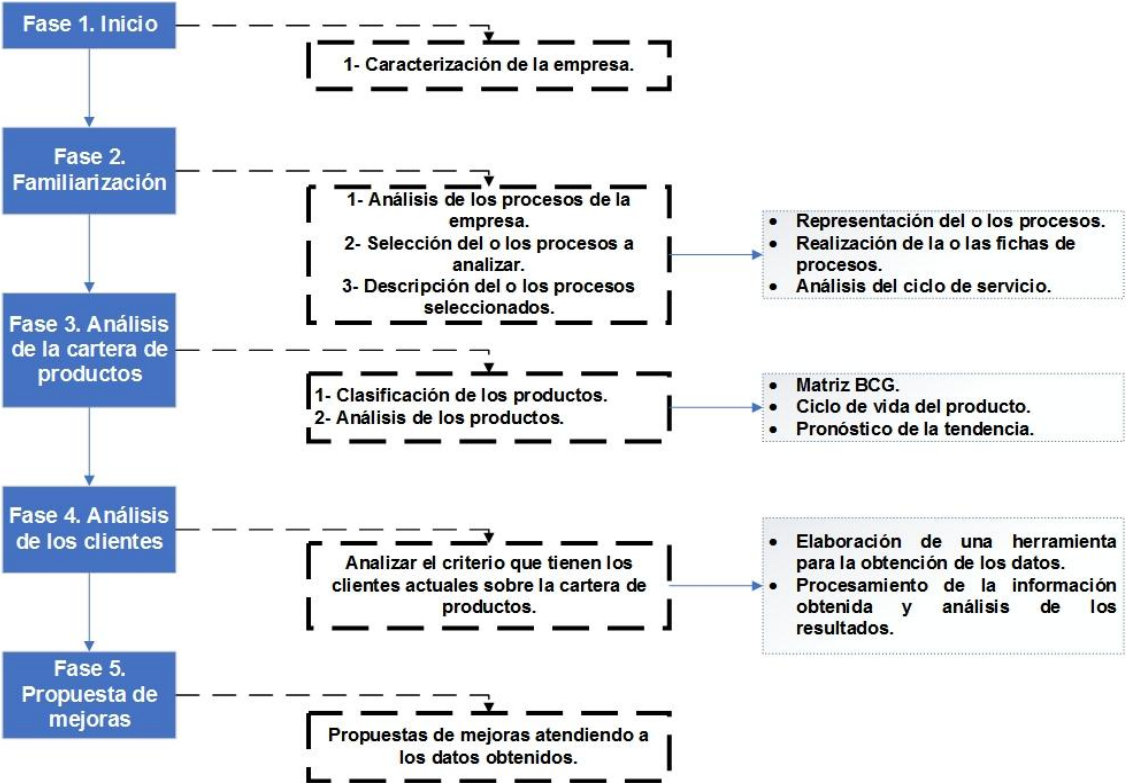 Fase 1. Inicio
1- Caracterización de la empresa.
Fase 2.
Familiarización
1- Análisis de los procesos de la
empresa.
2- Selección del o los procesos a
analizar.
3- Descripción del o los procesos
seleccionados.
• Representación del o los procesos.
• Realización de la o las fichas de
procesos.
• Análisis del ciclo de servicio.
Fase 3. Análisis
de la cartera de
productos
1- Clasificación de los productos.
2- Análisis de los productos.
• Matriz BCG.
• Ciclo de vida del producto.
• Pronóstico de la tendencia.
Fase 4. Análisis
de los clientes
Analizar el criterio que tienen los
clientes actuales sobre la cartera de
productos.
• Elaboración de una herramienta
para la obtención de los datos.
• Procesamiento de la información
obtenida y análisis de los
resultados.
Fase 5.
Propuesta de
mejoras
Propuestas de mejoras atendiendo a
los datos obtenidos.